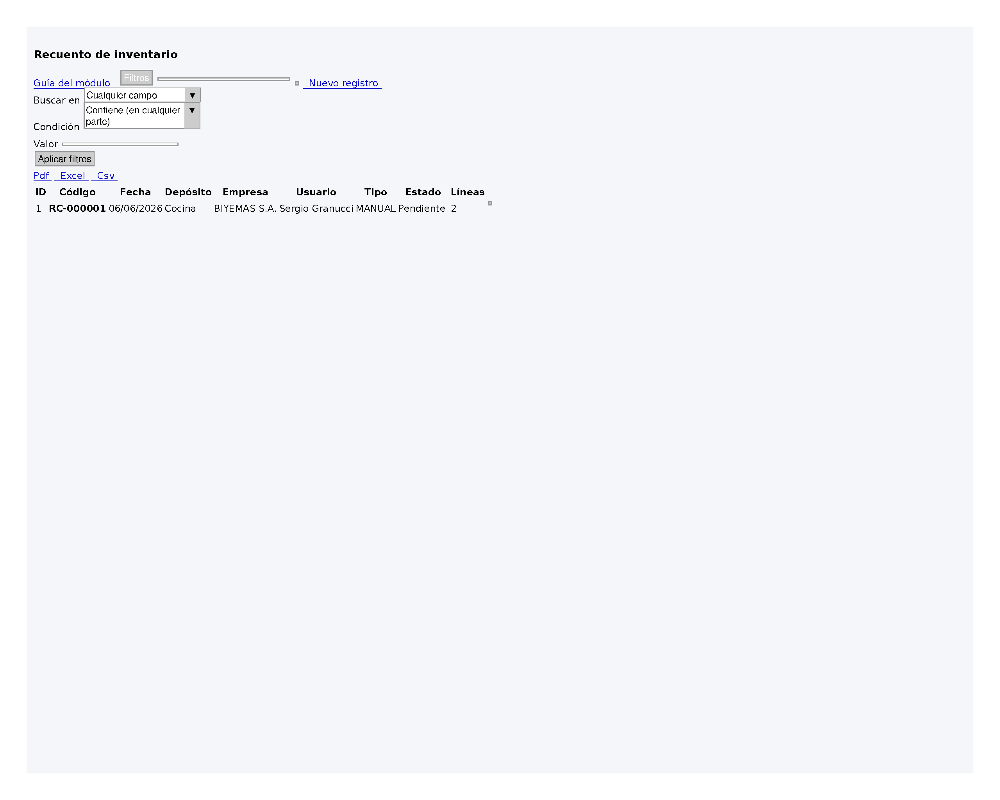 Recuento de inventario
Guía del módulo Filtros Nuevo registro
Buscar en Cualquier campo ▼
Condición Contiene (en cualquier parte) ▼
Valor
Aplicar filtros
Pdf Excel Csv
ID Código Fecha Depósito Empresa Usuario Tipo Estado Líneas
1 RC-000001 06/06/2026 Cocina BIYEMAS S.A. Sergio Granucci MANUAL Pendiente 2